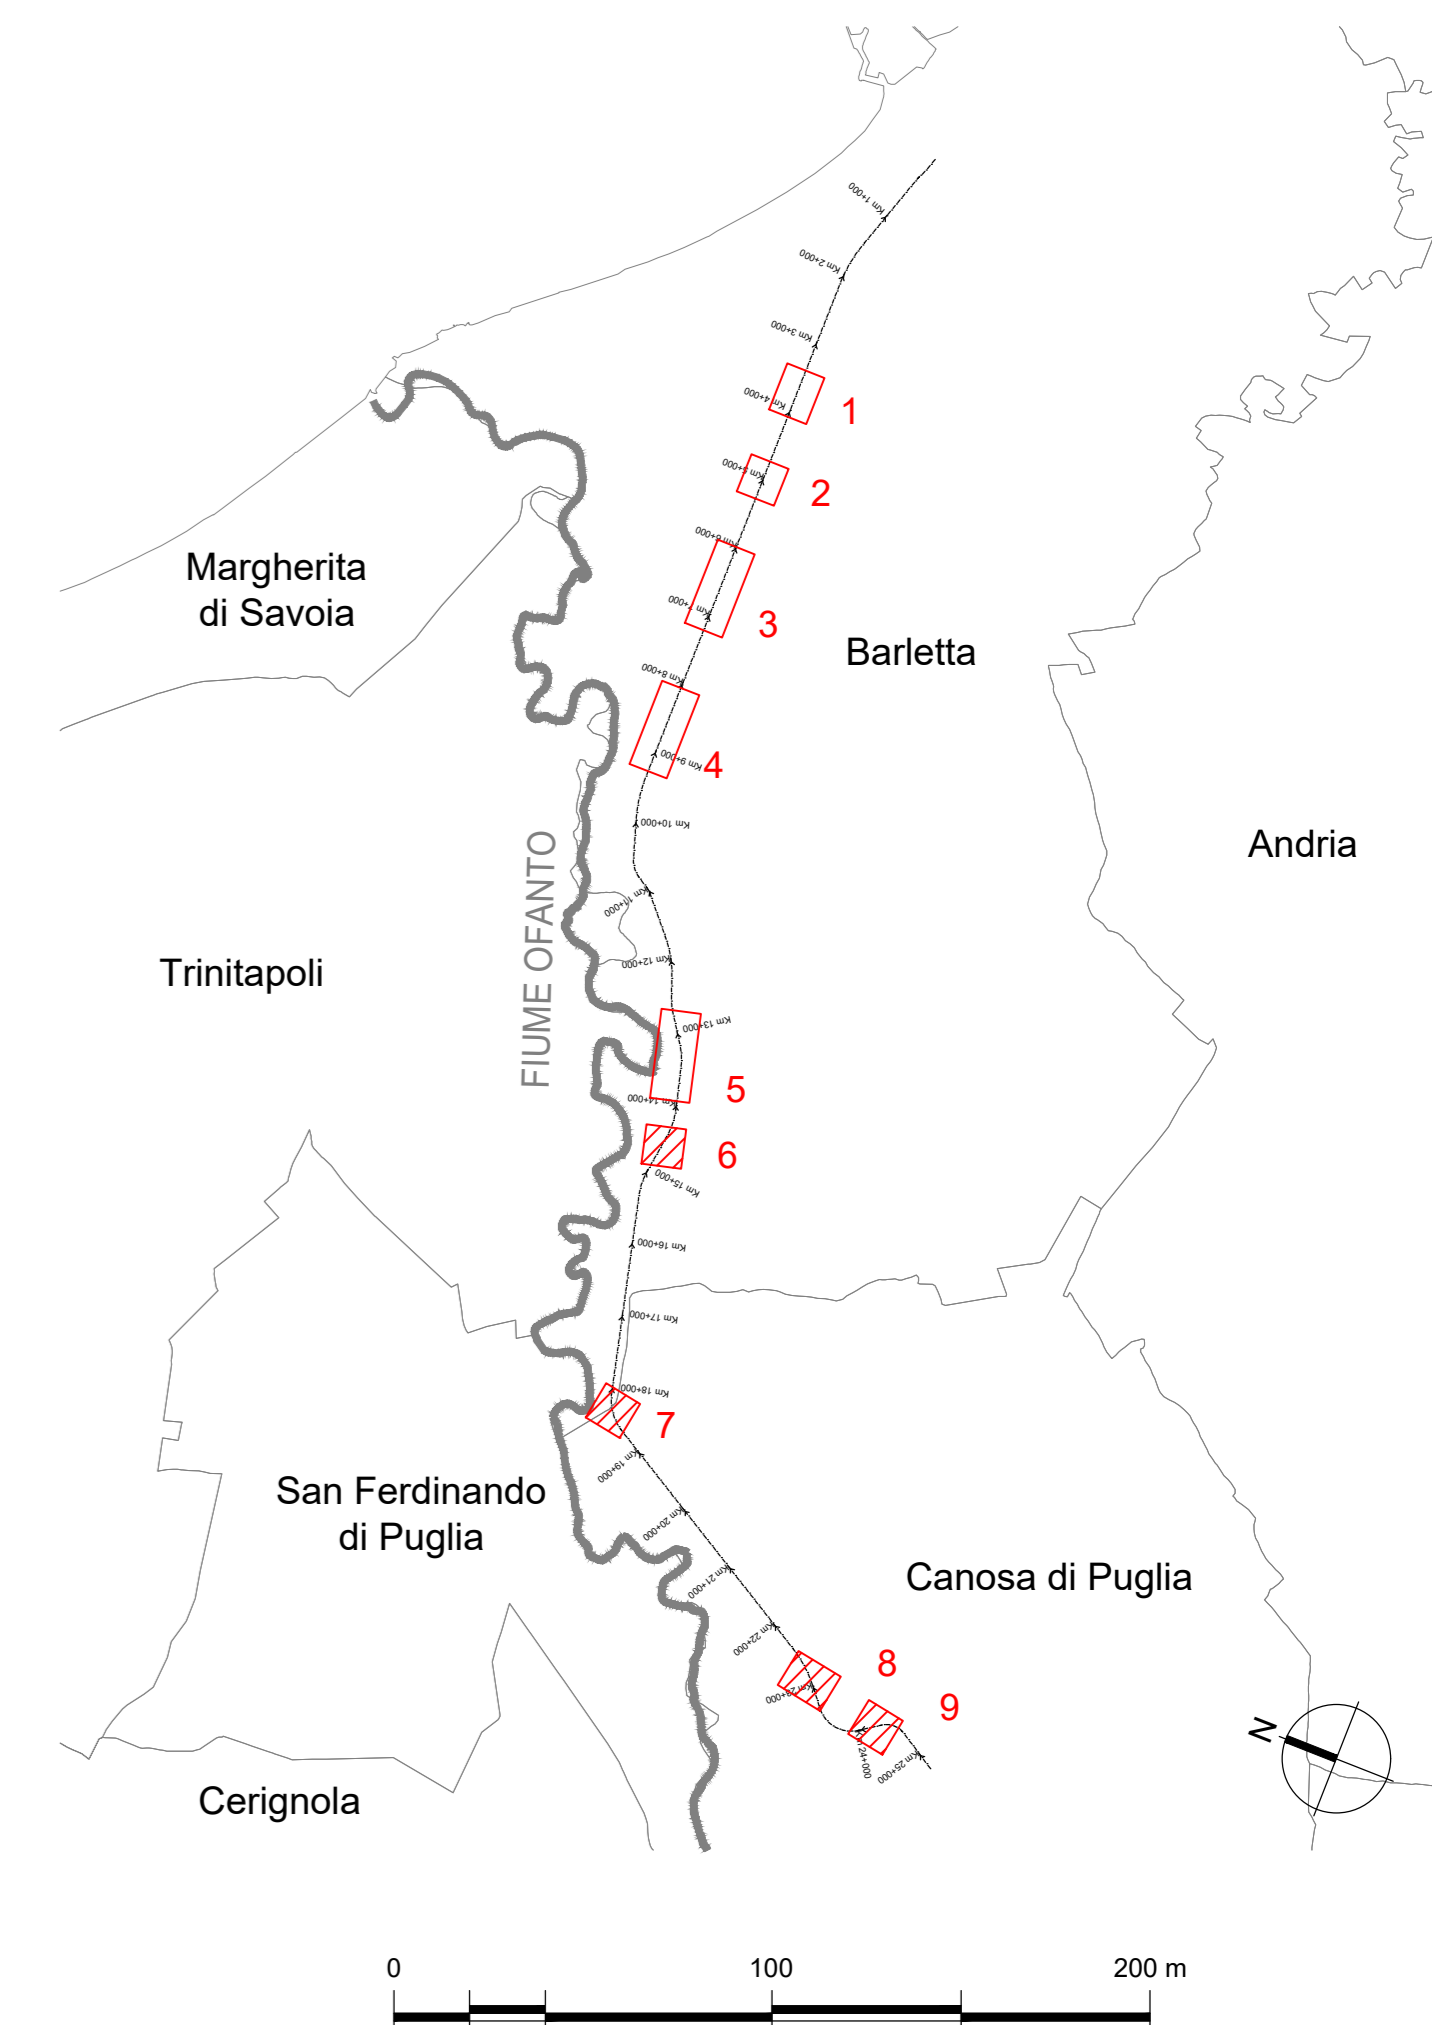 Km 1+000
Km 2+000
Km 3+000
Km 4+000
1
Km 5+000
2
Km 6+000
Margherita
di Savoia
Km 7+000
3
Barletta
Km 8+000
Km 9+000
4
Km 10+000
Andria
FIUME OFANTO
Km 11+000
Km 12+000
Trinitapoli
Km 13+000
5
Km 14+000
6
Km 15+000
Km 16+000
Km 17+000
Km 18+000
7
Km 19+000
San Ferdinando
di Puglia
Km 20+000
Km 21+000
Canosa di Puglia
Km 22+000
8
Km 23+000
9
Km 24+000
Km 25+000
N
Cerignola
0
100
200 m